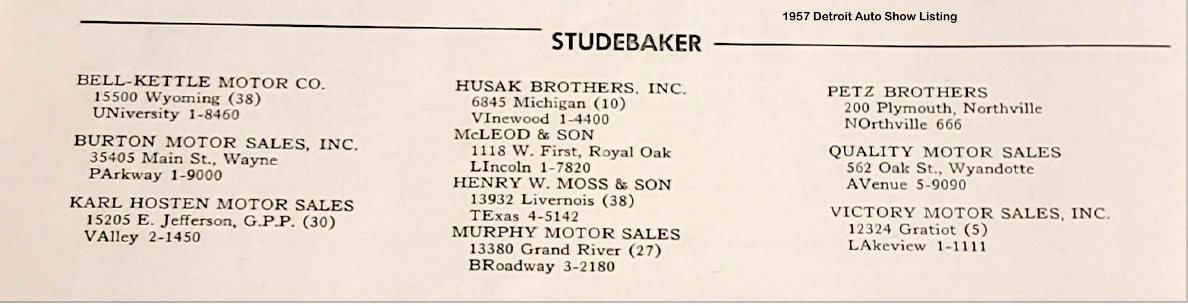 1957 Detroit Auto Show Listing
STUDEBAKER
BELL-KETTLE MOTOR CO.
15500 Wyoming (38)
UNiversity 1-8460
BURTON MOTOR SALES, INC.
35405 Main St., Wayne
PArkway 1-9000
KARL HOSTEN MOTOR SALES
15205 E. Jefferson, G.P.P. (30)
VAlley 2-1450
HUSAK BROTHERS, INC.
6845 Michigan (10)
VInewood 1-4400
McLEOD & SON
1118 W. First, Royal Oak
LIncoln 1-7820
HENRY W. MOSS & SON
13932 Livernois (38)
TExas 4-5142
MURPHY MOTOR SALES
13380 Grand River (27)
BRoadway 3-2180
PETZ BROTHERS
200 Plymouth, Northville
NOrthville 666
QUALITY MOTOR SALES
562 Oak St., Wyandotte
AVenue 5-9090
VICTORY MOTOR SALES, INC.
12324 Gratiot (5)
LAkeview 1-1111